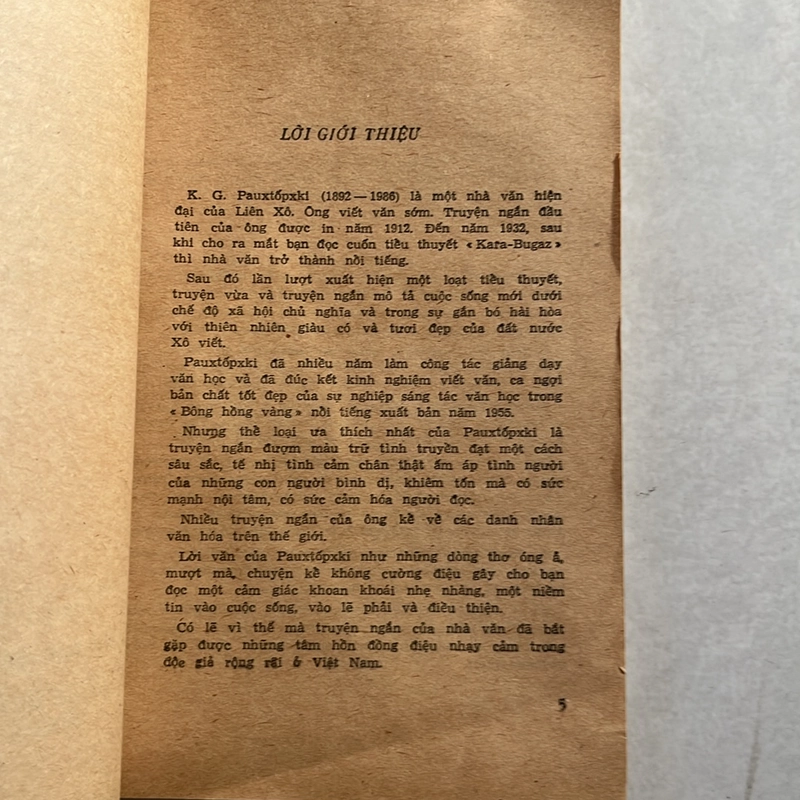 LỜI GIỚI THIỆU
K. G. Pauxtốpxki (1892 — 1986) là một nhà văn hiện
đại của Liên Xô. Ông viết văn sớm. Truyện ngắn đầu
tiên của ông được in năm 1912. Đến năm 1932, sau
khi cho ra mắt bạn đọc cuốn tiểu thuyết « Kara-Bugaz »
thì nhà văn trở thành nổi tiếng.
Sau đó lần lượt xuất hiện một loạt tiểu thuyết,
truyện vừa và truyện ngắn mô tả cuộc sống mới dưới
chế độ xã hội chủ nghĩa và trong sự gắn bó hài hòa
với thiên nhiên giàu có và tươi đẹp của đất nước
Xô viết.
Pauxtốpxki đã nhiều năm làm công tác giảng dạy
văn học và đã đúc kết kinh nghiệm viết văn, ca ngợi
bản chất tốt đẹp của sự nghiệp sáng tác văn học trong
« Bông hồng vàng » nổi tiếng xuất bản năm 1955.
Nhưng thể loại ưa thích nhất của Pauxtốpxki là
truyện ngắn đượm màu trữ tình truyền đạt một cách
sâu sắc, tế nhị tình cảm chân thật ấm áp tình người
của những con người bình dị, khiêm tốn mà có sức
mạnh nội tâm, có sức cảm hóa người đọc.
Nhiều truyện ngắn của ông kể về các danh nhân
văn hóa trên thế giới.
Lời văn của Pauxtốpxki như những dòng thơ óng ả,
mượt mà, chuyện kể không cường điệu gây cho bạn
đọc một cảm giác khoan khoái nhẹ nhàng, một niềm
tin vào cuộc sống, vào lẽ phải và điều thiện.
Có lẽ vì thế mà truyện ngắn của nhà văn đã bắt
gặp được những tâm hồn đồng điệu nhạy cảm trong
độc giả rộng rãi ở Việt Nam.
5